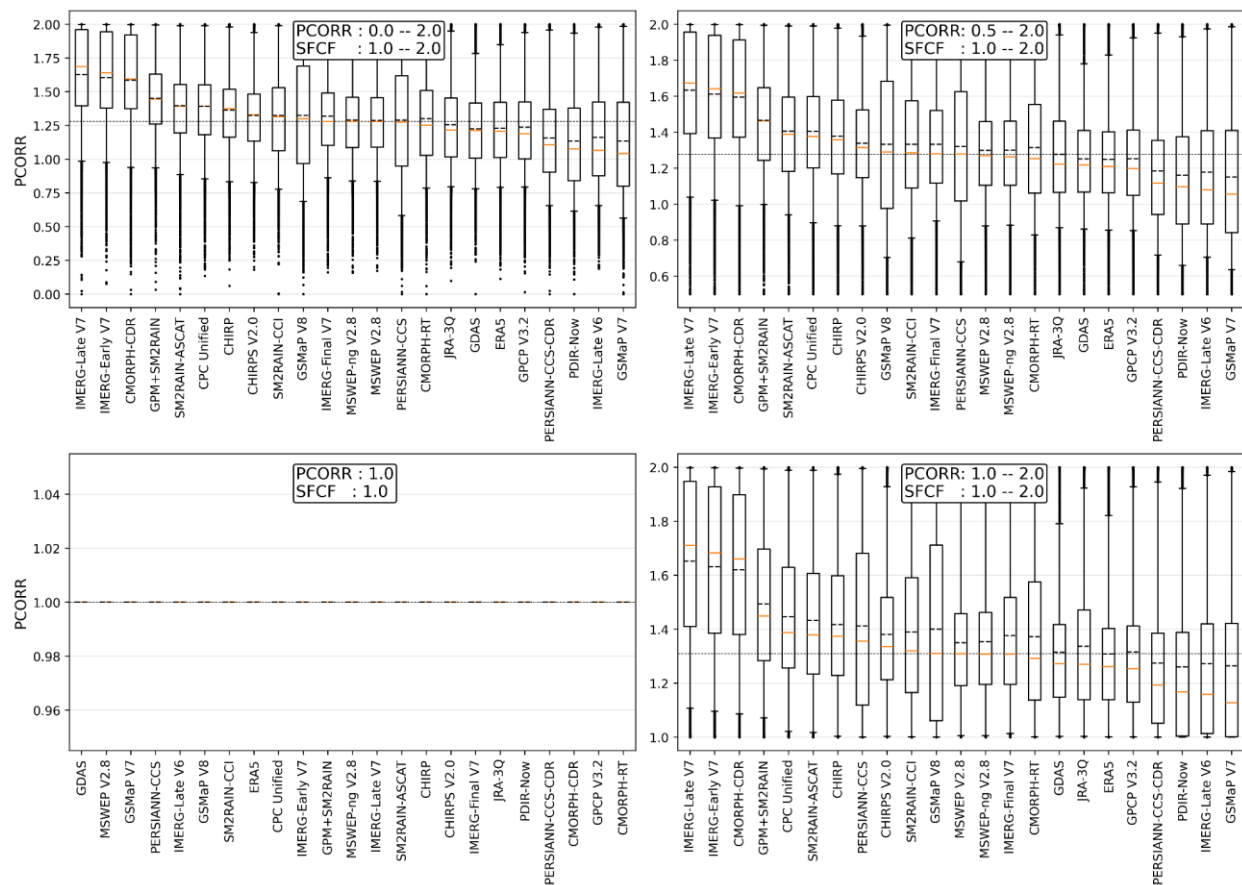 PCORR
2.00
1.75
1.50
1.25
1.00
0.75
0.50
0.25
0.00
PCORR : 0.0 -- 2.0
SFCF : 1.0 -- 2.0
IMERG-Late V7
IMERG-Early V7
CMORPH-CDR
GPM+SM2RAIN
SM2RAIN-ASCAT
CPC Unified
CHIRP
CHIRPS V2.0
SM2RAIN-CCI
GSMaP V8
IMERG-Final V7
MSWEP-ng V2.8
MSWEP V2.8
PERSIANN-CCS
CMORPH-RT
JRA-3Q
GDAS
ERA5
GPCP V3.2
PERSIANN-CCS-CDR
PDIR-Now
IMERG-Late V6
GSMaP V7
2.0
1.8
1.6
1.4
1.2
1.0
0.8
0.6
PCORR : 0.5 -- 2.0
SFCF : 1.0 -- 2.0
IMERG-Late V7
IMERG-Early V7
CMORPH-CDR
GPM+SM2RAIN
SM2RAIN-ASCAT
CPC Unified
CHIRP
CHIRPS V2.0
GSMaP V8
SM2RAIN-CCI
IMERG-Final V7
PERSIANN-CCS
MSWEP V2.8
MSWEP-ng V2.8
CMORPH-RT
JRA-3Q
GDAS
ERA5
GPCP V3.2
PERSIANN-CCS-CDR
PDIR-Now
IMERG-Late V6
GSMaP V7
PCORR
1.04
1.02
1.00
0.98
0.96
PCORR : 1.0
SFCF : 1.0
GDAS
MSWEP V2.8
GSMaP V7
PERSIANN-CCS
IMERG-Late V6
GSMaP V8
SM2RAIN-CCI
ERA5
CPC Unified
IMERG-Early V7
GPM+SM2RAIN
MSWEP-ng V2.8
IMERG-Late V7
SM2RAIN-ASCAT
CHIRP
CHIRPS V2.0
IMERG-Final V7
JRA-3Q
PDIR-Now
PERSIANN-CCS-CDR
CMORPH-CDR
GPCP V3.2
CMORPH-RT
2.0
1.8
1.6
1.4
1.2
1.0
PCORR: 1.0 -- 2.0
SFCF : 1.0 -- 2.0
IMERG-Late V7
IMERG-Early V7
CMORPH-CDR
GPM+SM2RAIN
CPC Unified
SM2RAIN-ASCAT
CHIRP
PERSIANN-CCS
CHIRPS V2.0
SM2RAIN-CCI
GSMaP V8
MSWEP V2.8
MSWEP-ng V2.8
IMERG-Final V7
CMORPH-RT
GDAS
JRA-3Q
ERA5
GPCP V3.2
PERSIANN-CCS-CDR
PDIR-Now
IMERG-Late V6
GSMaP V7